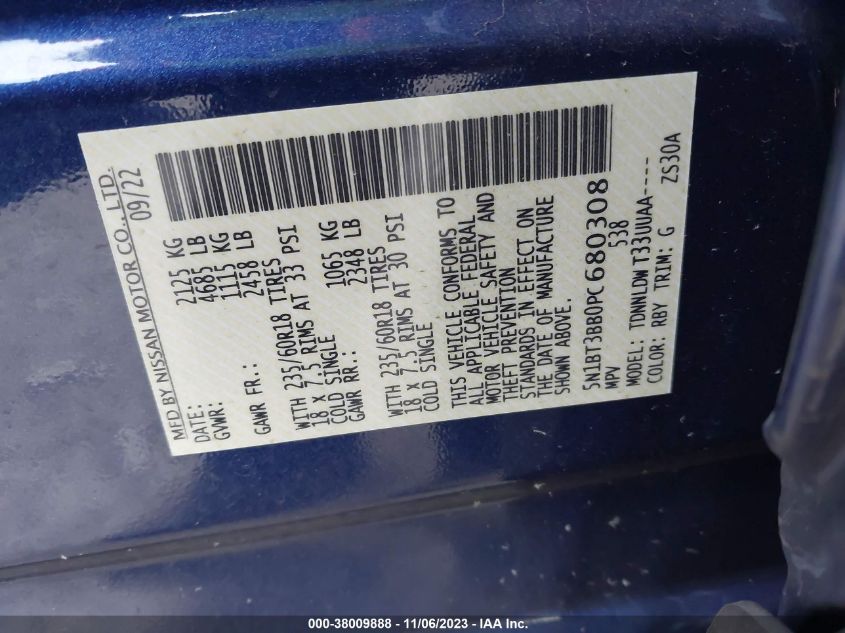 MFD BY NISSAN MOTOR CO., LTD.
DATE: 09/22
GVWR: 2125 KG
4685 LB
GAWR FR.: 1115 KG
2458 LB
WITH 235/60R18 TIRES
18 x 7.5 RIMS AT 33 PSI
COLD SINGLE
GAWR RR.: 1065 KG
2348 LB
WITH 235/60R18 TIRES
18 x 7.5 RIMS AT 30 PSI
COLD SINGLE
THIS VEHICLE CONFORMS TO
ALL APPLICABLE FEDERAL
MOTOR VEHICLE SAFETY AND
THEFT PREVENTION
STANDARDS IN EFFECT ON
THE DATE OF MANUFACTURE
SHOWN ABOVE.
5N1BT3BB0PC680308
MPV 538
MODEL: TDNNLDWT33UUAA-----
COLOR: RBY TRIM: G ZS30A
000-38009888 - 11/06/2023 - IAA Inc.